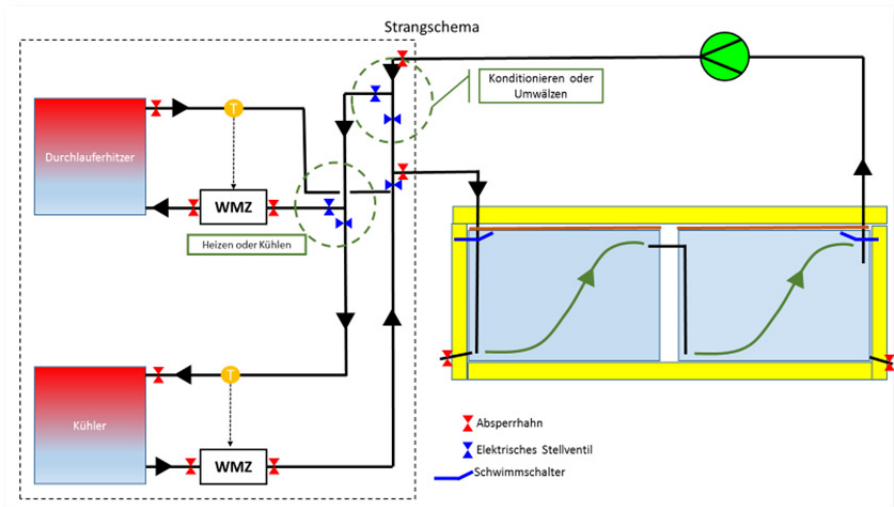 Strangschema
Konditionieren oder
Umwälzen
T
Durchlauferhitzer
WMZ
Heizen oder Kühlen
T
Kühler
WMZ
Absperrhahn
Elektrisches Stellventil
Schwimmschalter